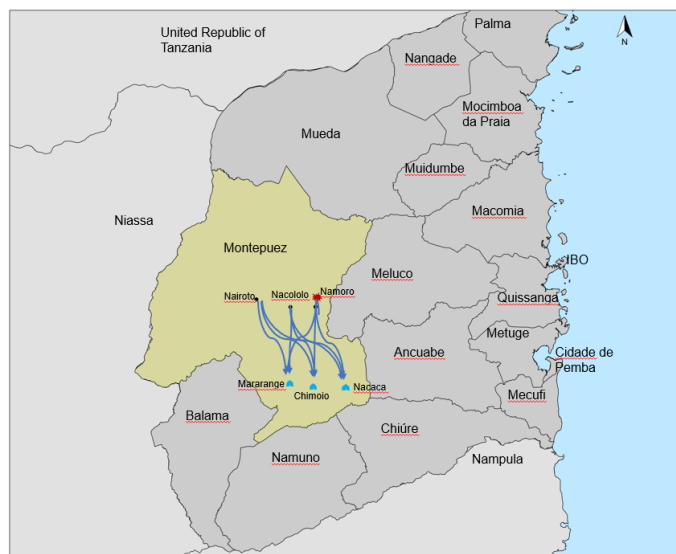 Palma
United Republic of
Tanzania
N
Nangade
Mocimboa
da Praia
Mueda
Muidumbe
Niassa
Macomia
Montepuez
IBO
Meluco
Nairoto
Nacololo
Namoro
Quissanga
Metuge
Ancuabe
Cidade de
Pemba
Mararange
Nacaca
Chimoio
Mecufi
Balama
Chiúre
Namuno
Nampula